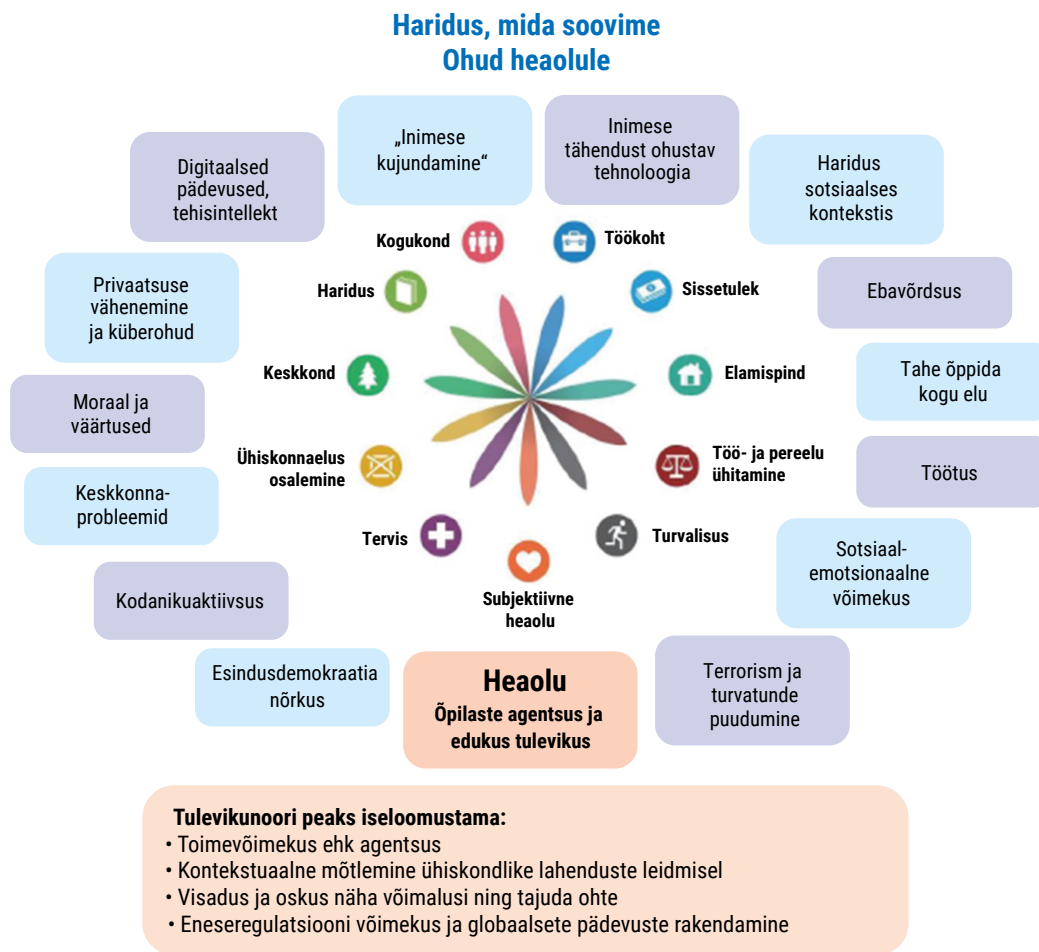 Haridus, mida soovime
Ohud heaolule
„Inimese
kujundamine“
Inimese
tähendust ohustav
tehnoloogia
Digitaalsed
pädevused,
tehisintellekt
Haridus
sotsiaalses
kontekstis
Kogukond
Töökoht
Privaatsuse
vähenemine
ja küberohud
Haridus
Sissetulek
Ebavõrdsus
Keskkond
Elamispind
Tahe õppida
kogu elu
Moraal ja
väärtused
Ühiskonnaelus
osalemine
Töö- ja pereelu
ühitamine
Töötus
Keskkonna-
probleemid
Tervis
Turvalisus
Sotsiaal-
emotsionaalne
võimekus
Subjektiivne
heaolu
Kodanikuaktiivsus
Esindusdemokraatia
nõrkus
Heaolu
Õpilaste agentsus ja
edukus tulevikus
Terrorism ja
turvatunde
puudumine
Tulevikunoori peaks iseloomustama:
• Toimevõimekus ehk agentsus
• Kontekstuaalne mõtlemine ühiskondlike lahenduste leidmisel
• Visadus ja oskus näha võimalusi ning tajuda ohte
• Eneseregulatsiooni võimekus ja globaalsete pädevuste rakendamine